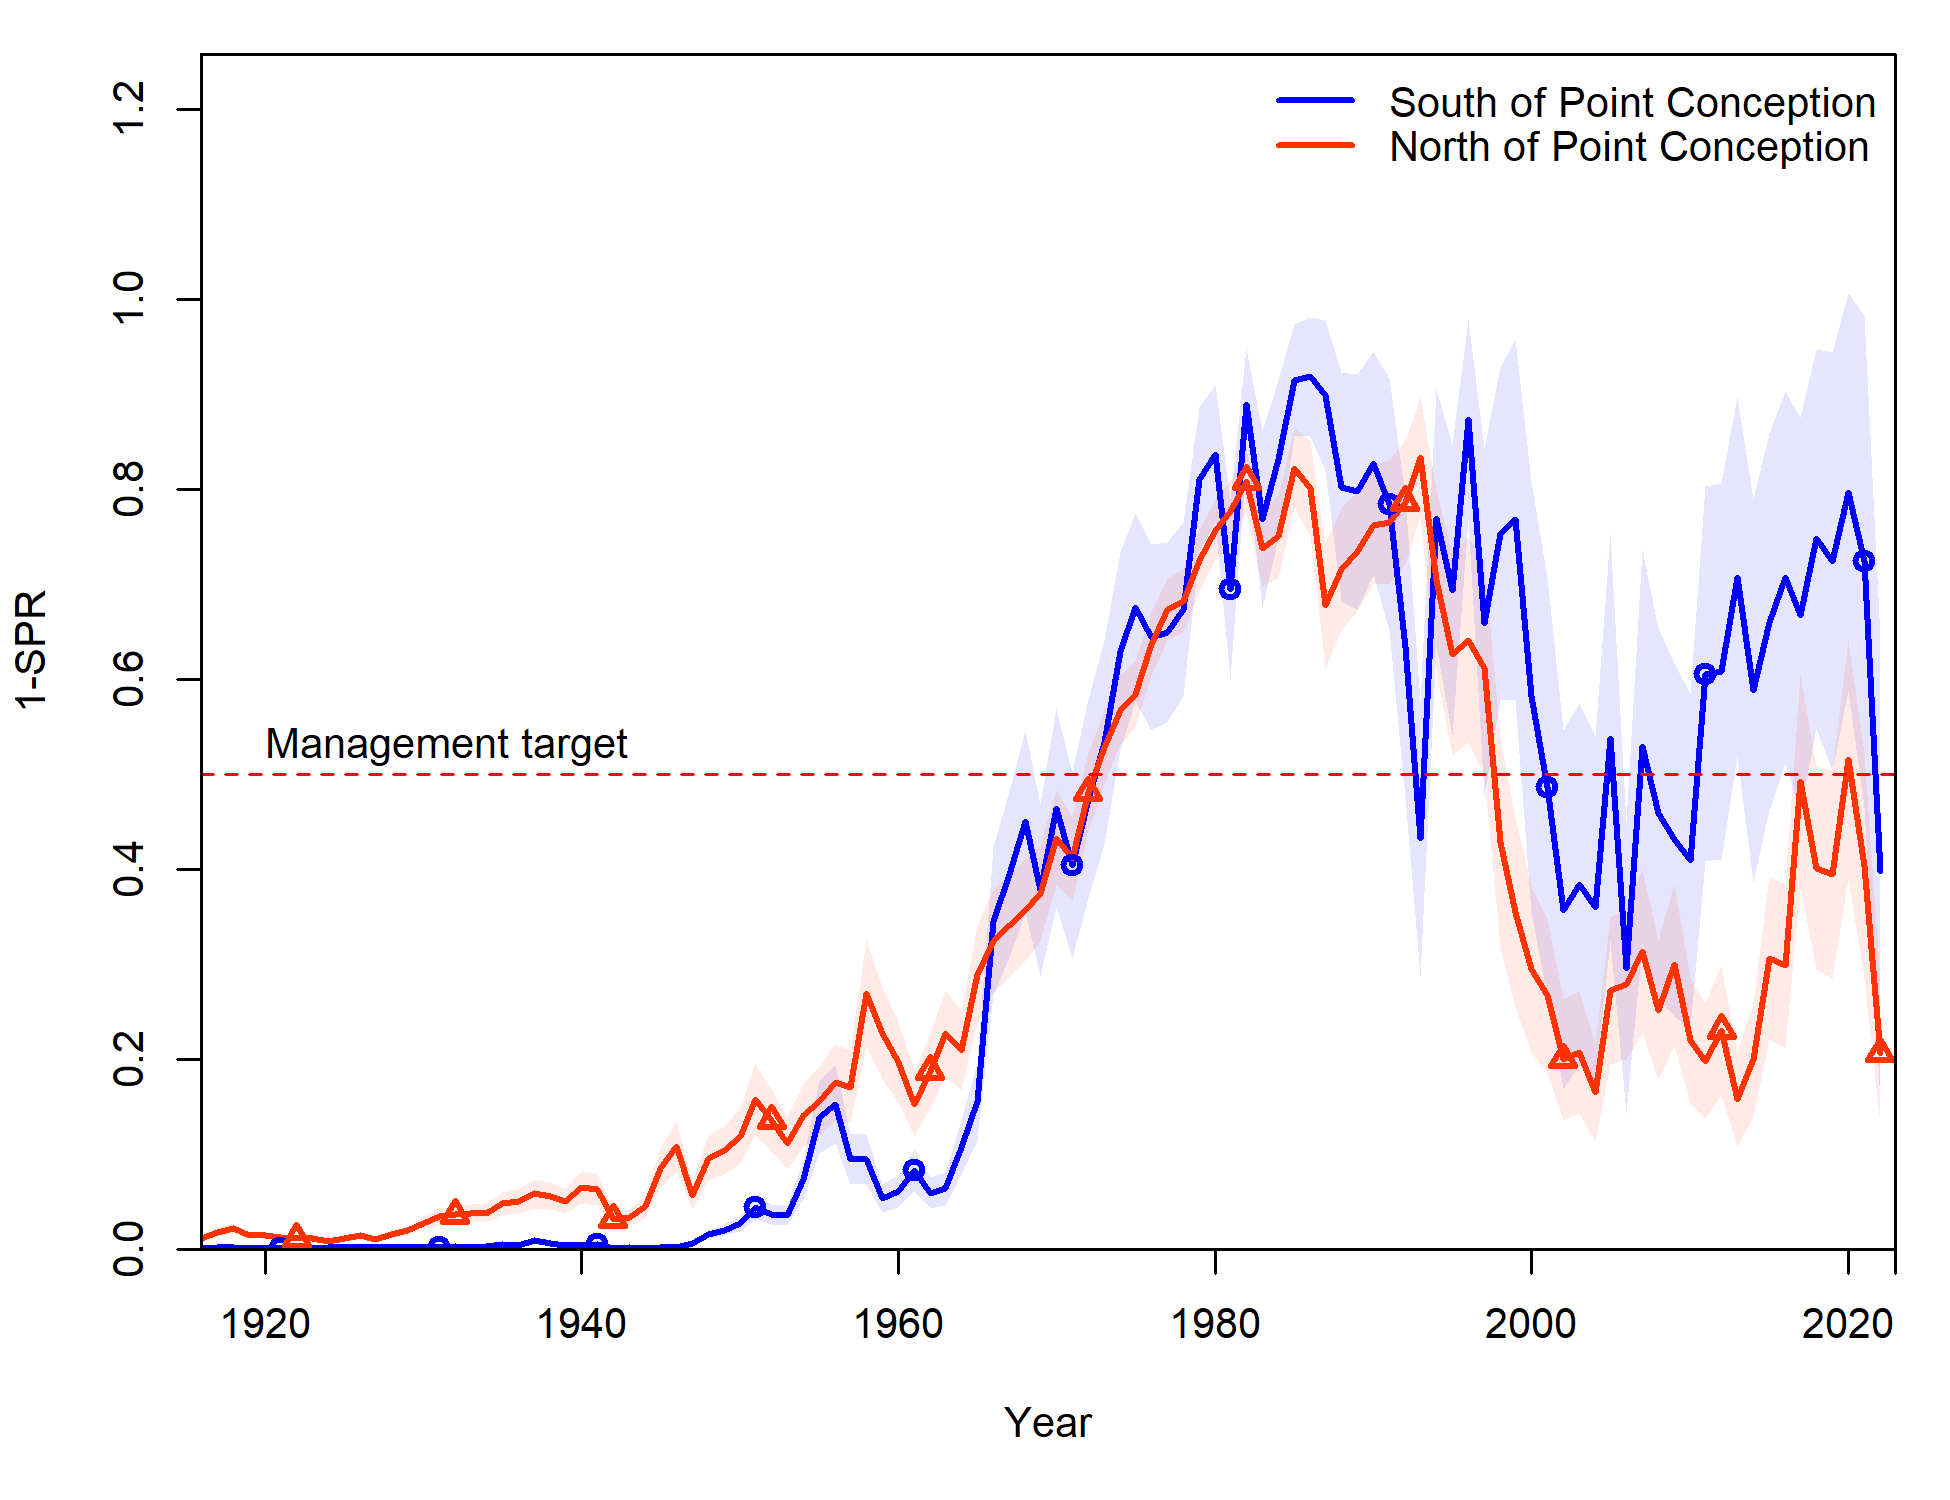 South of Point Conception
North of Point Conception
1.2
1.0
0.8
0.6
0.4
0.2
0.0
1-SPR
Management target
1920 1940 1960 1980 2000 2020
Year